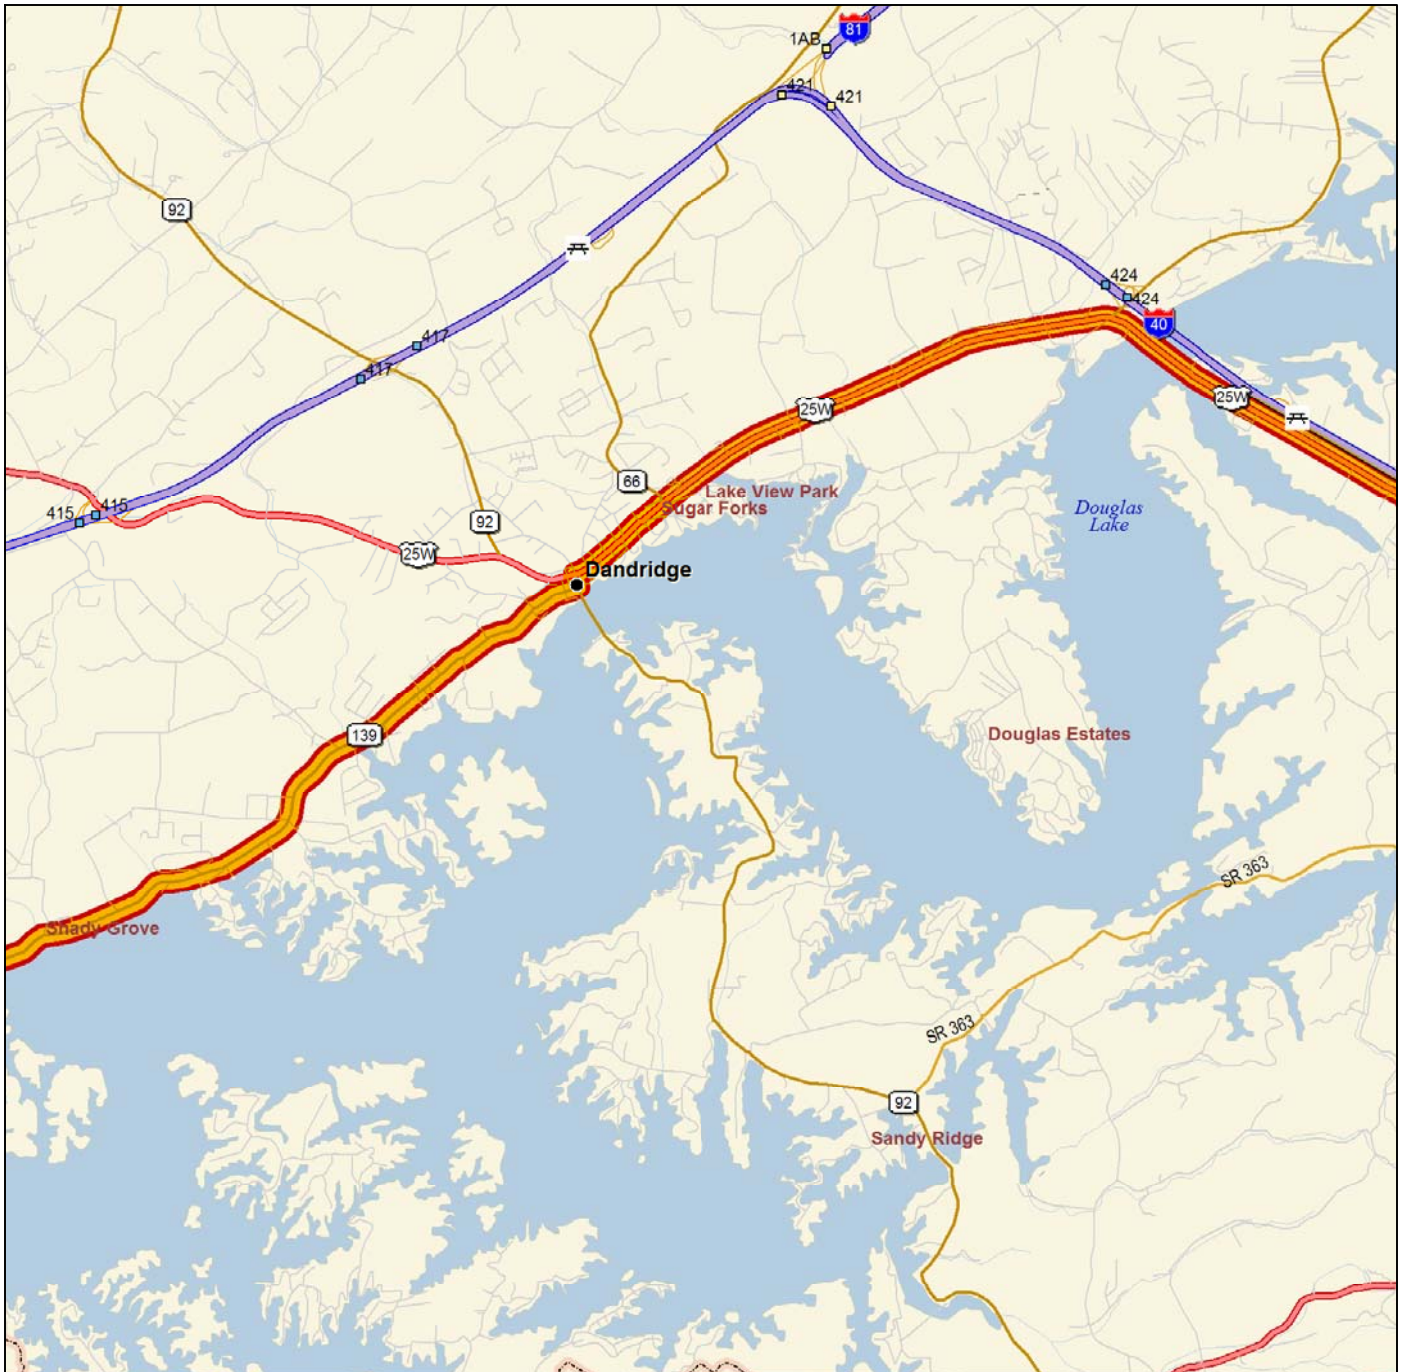 81
1AB
421
421
92
424
424
40
417
417
25W
25W
66
Lake View Park
Sugar Forks
415
415
92
25W
Douglas
Lake
Dandridge
139
Douglas Estates
SR 363
Shady Grove
SR 363
92
Sandy Ridge